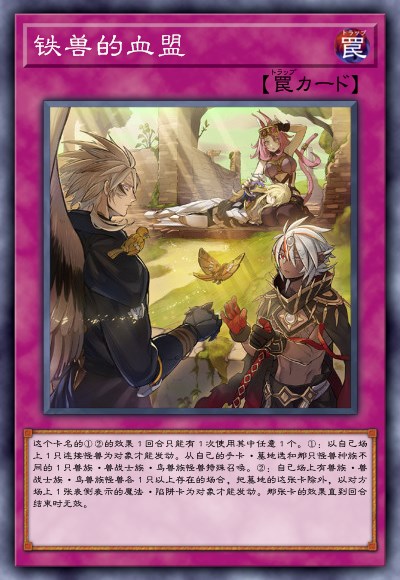 铁兽的血盟
トラップ
罠
トラップ
【罠カード】
这个卡名的①②的效果1回合只能有1次使用其中任意1个。①:以自己场
上1只连接怪兽为对象才能发动。从自己的手卡・墓地选和那只怪兽种族不
同的1只兽族・兽战士族・鸟兽族怪兽特殊召唤。②:自己场上有兽族・兽
战士族・鸟兽族怪兽各1只以上存在的场合,把墓地的这张卡除外,以对方
场上1张表侧表示的魔法・陷阱卡为对象才能发动。那张卡的效果直到回合
结束时无效。